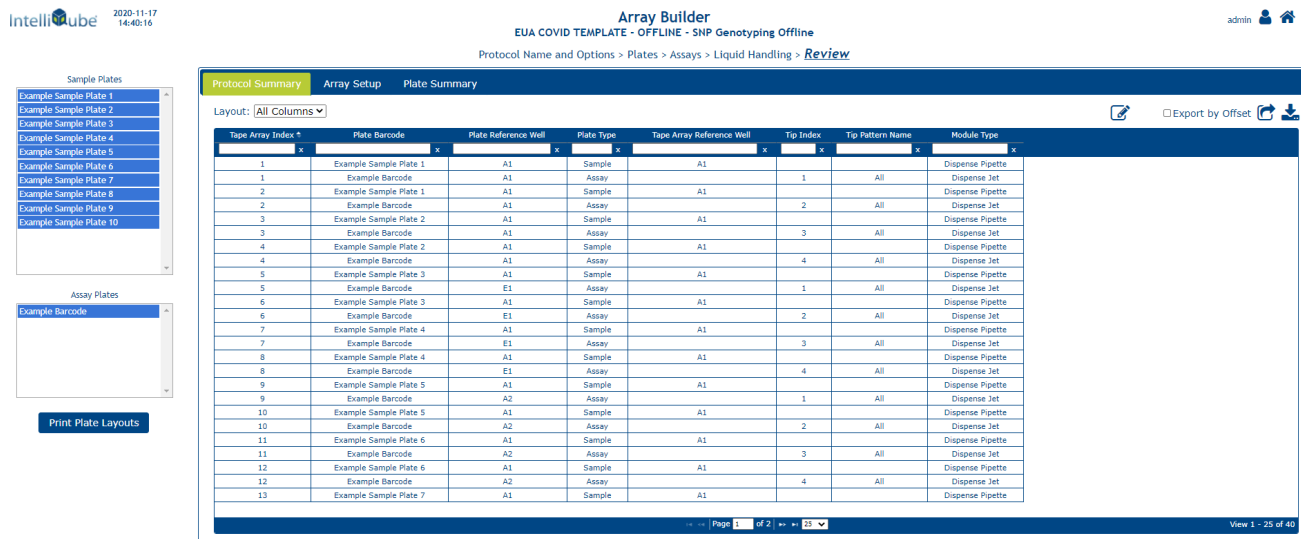 IntelliQube 2020-11-17
14:40:16
Array Builder
EUA COVID TEMPLATE - OFFLINE - SNP Genotyping Offline
admin
Protocol Name and Options > Plates > Assays > Liquid Handling > Review
Sample Plates
Example Sample Plate 1
Example Sample Plate 2
Example Sample Plate 3
Example Sample Plate 4
Example Sample Plate 5
Example Sample Plate 6
Example Sample Plate 7
Example Sample Plate 8
Example Sample Plate 9
Example Sample Plate 10
Assay Plates
Example Barcode
Print Plate Layouts
Protocol Summary Array Setup Plate Summary
Layout: All Columns Export by Offset
Tape Array Index Plate Barcode Plate Reference Well Plate Type Tape Array Reference Well Tip Index Tip Pattern Name Module Type
x x x x x x x x
1 Example Sample Plate 1 A1 Sample A1 Dispense Pipette
1 Example Barcode A1 Assay 1 All Dispense Jet
2 Example Sample Plate 1 A1 Sample A1 Dispense Pipette
2 Example Barcode A1 Assay 2 All Dispense Jet
3 Example Sample Plate 2 A1 Sample A1 Dispense Pipette
3 Example Barcode A1 Assay 3 All Dispense Jet
4 Example Sample Plate 2 A1 Sample A1 Dispense Pipette
4 Example Barcode A1 Assay 4 All Dispense Jet
5 Example Sample Plate 3 A1 Sample A1 Dispense Pipette
5 Example Barcode E1 Assay 1 All Dispense Jet
6 Example Sample Plate 3 A1 Sample A1 Dispense Pipette
6 Example Barcode E1 Assay 2 All Dispense Jet
7 Example Sample Plate 4 A1 Sample A1 Dispense Pipette
7 Example Barcode E1 Assay 3 All Dispense Jet
8 Example Sample Plate 4 A1 Sample A1 Dispense Pipette
8 Example Barcode E1 Assay 4 All Dispense Jet
9 Example Sample Plate 5 A1 Sample A1 Dispense Pipette
9 Example Barcode A2 Assay 1 All Dispense Jet
10 Example Sample Plate 5 A1 Sample A1 Dispense Pipette
10 Example Barcode A2 Assay 2 All Dispense Jet
11 Example Sample Plate 6 A1 Sample A1 Dispense Pipette
11 Example Barcode A2 Assay 3 All Dispense Jet
12 Example Sample Plate 6 A1 Sample A1 Dispense Pipette
12 Example Barcode A2 Assay 4 All Dispense Jet
13 Example Sample Plate 7 A1 Sample A1 Dispense Pipette
Page 1 of 2 25 View 1 - 25 of 40